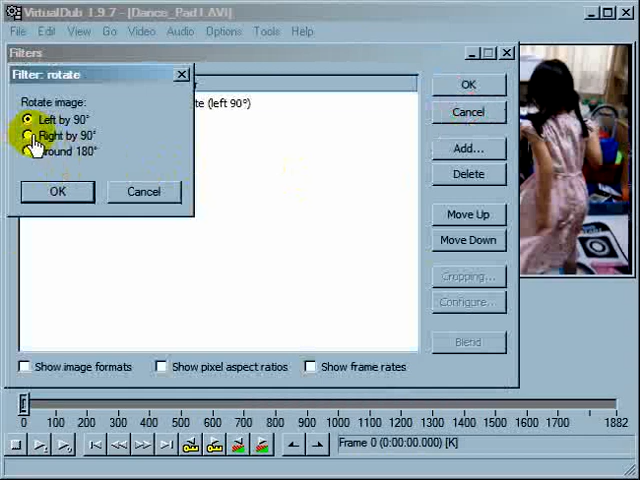 VirtualDub 1.9.7 - [Dance_Pad1.AVI]
File Edit View Go Video Audio Options Tools Help
Filters
Filter: rotate
Rotate image:
Left by 90°
Right by 90°
Around 180°
OK
Cancel
te (left 90°)
OK
Cancel
Add...
Delete
Move Up
Move Down
Cropping...
Configure...
Blend
Show image formats
Show pixel aspect ratios
Show frame rates
0 100 200 300 400 500 600 700 800 900 1000 1100 1200 1300 1400 1500 1600 1700 1882
Frame 0 (0:00:00.000) [K]